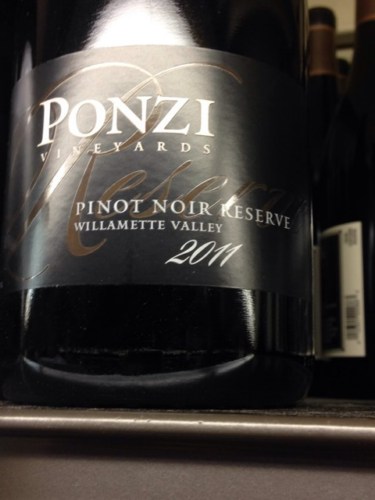 PONZI
VINEYARDS
Reserve
PINOT NOIR RESERVE
WILLAMETTE VALLEY
2011